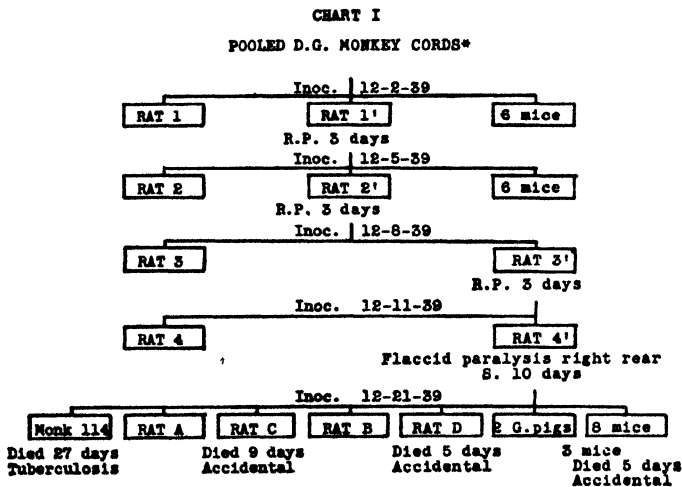 CHART I
POOLED D.G. MONKEY CORDS*
Inoc. 12-2-39
RAT 1 RAT 1' 6 mice
R.P. 3 days
Inoc. 12-5-39
RAT 2 RAT 2' 6 mice
R.P. 3 days
Inoc. 12-8-39
RAT 3 RAT 3'
R.P. 3 days
Inoc. 12-11-39
RAT 4 RAT 4'
Flaccid paralysis right rear
S. 10 days
Inoc. 12-21-39
Monk 114 RAT A RAT C RAT B RAT D 2 G.pigs 8 mice
Died 27 days Died 9 days Died 5 days 3 mice
Tuberculosis Accidental Accidental Died 5 days
Accidental